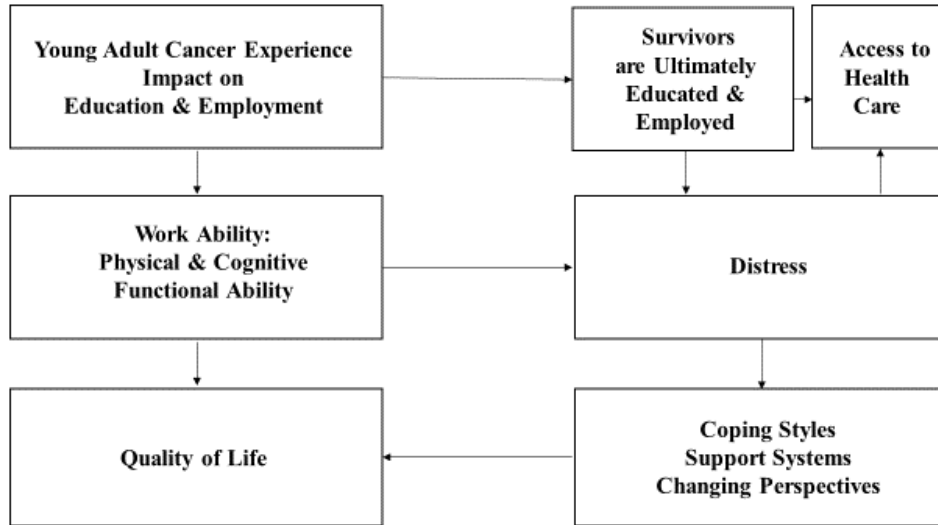 Young Adult Cancer Experience
Impact on
Education & Employment
Survivors
are Ultimately
Educated &
Employed
Access to
Health
Care
Work Ability:
Physical & Cognitive
Functional Ability
Distress
Quality of Life
Coping Styles
Support Systems
Changing Perspectives